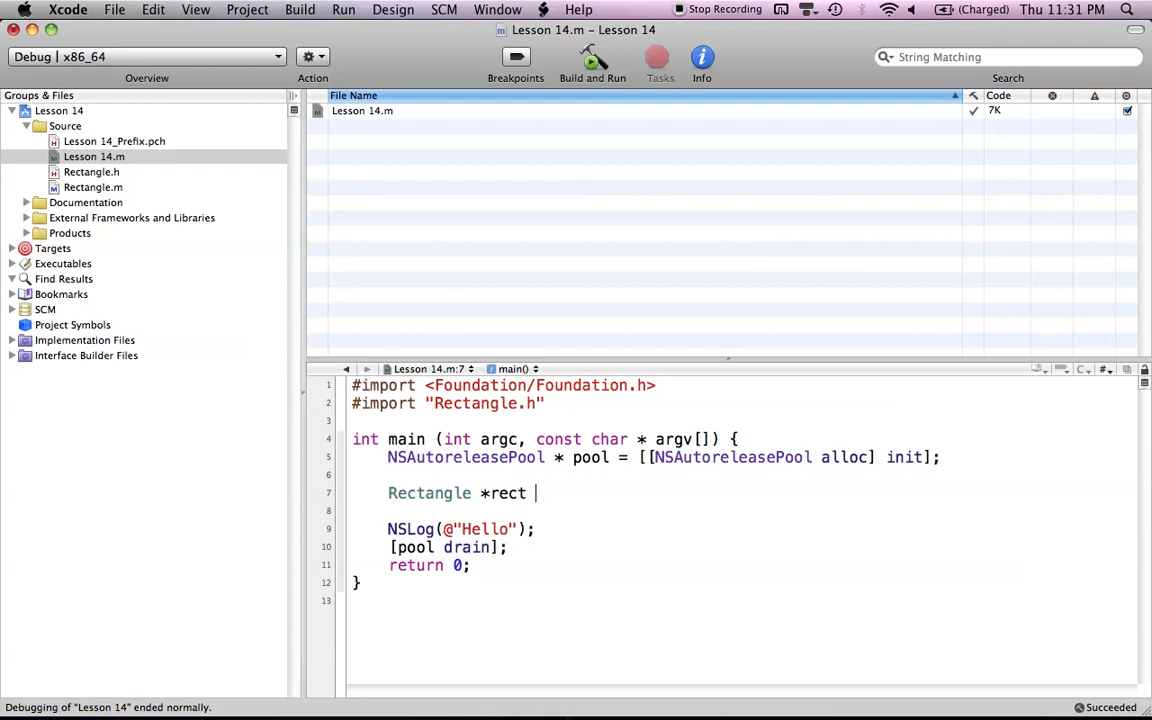 Xcode File Edit View Project Build Run Design SCM Window Help Stop Recording (Charged) Thu 11:31 PM
Lesson 14.m – Lesson 14
Debug | x86_64
String Matching
Overview Action Breakpoints Build and Run Tasks Info Search
Groups & Files
File Name Code
Lesson 14
Lesson 14.m 7K
Source
Lesson 14_Prefix.pch
Lesson 14.m
Rectangle.h
Rectangle.m
Documentation
External Frameworks and Libraries
Products
Targets
Executables
Find Results
Bookmarks
SCM
Project Symbols
Implementation Files
Interface Builder Files
Lesson 14.m:7 main() C #
1 #import <Foundation/Foundation.h>
2 #import "Rectangle.h"
3
4 int main (int argc, const char * argv[]) {
5 NSAutoreleasePool * pool = [[NSAutoreleasePool alloc] init];
6
7 Rectangle *rect
8
9 NSLog(@"Hello");
10 [pool drain];
11 return 0;
12 }
13
Debugging of "Lesson 14" ended normally.
Succeeded